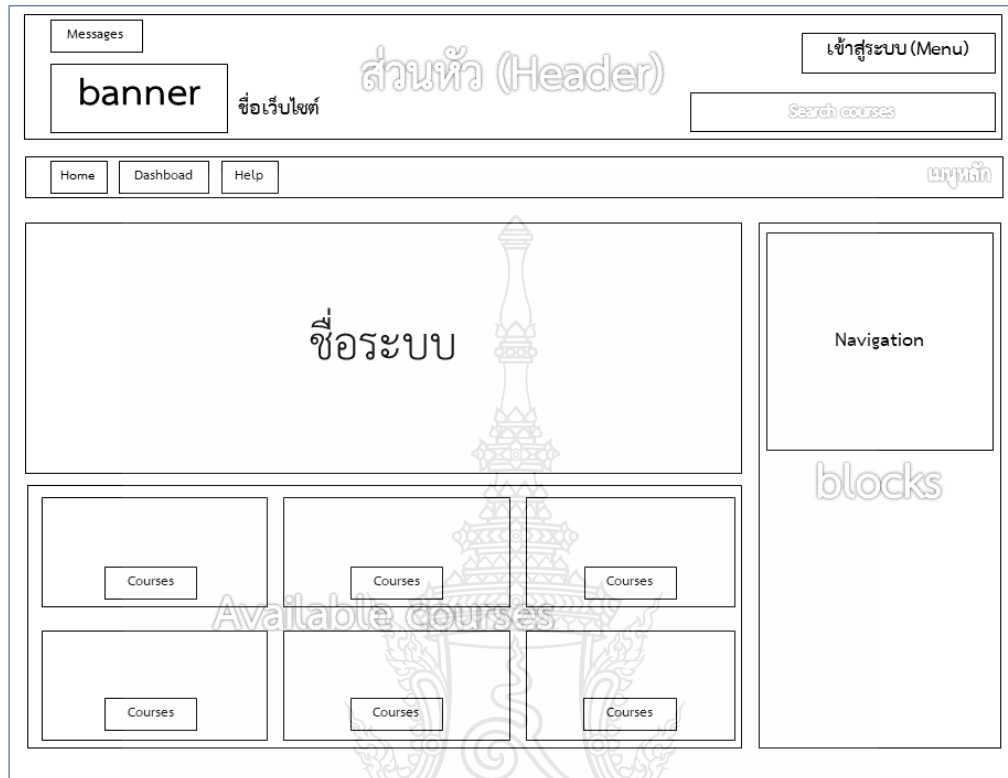 Messages
ส่วนหัว (Header)
เข้าสู่ระบบ (Menu)
banner
ชื่อเว็บไซต์
Search courses
Home
Dashboad
Help
เมนูหลัก
ชื่อระบบ
Navigation
blocks
Courses
Courses
Courses
Available courses
Courses
Courses
Courses